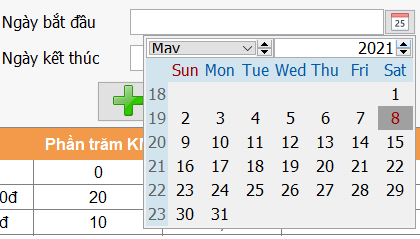 Ngày bắt đầu
25
Ngày kết thúc
May 2021
Sun Mon Tue Wed Thu Fri Sat
18 1
19 2 3 4 5 6 7 8
20 9 10 11 12 13 14 15
21 16 17 18 19 20 21 22
22 23 24 25 26 27 28 29
23 30 31
Phần trăm
0
0đ 20
đ 10